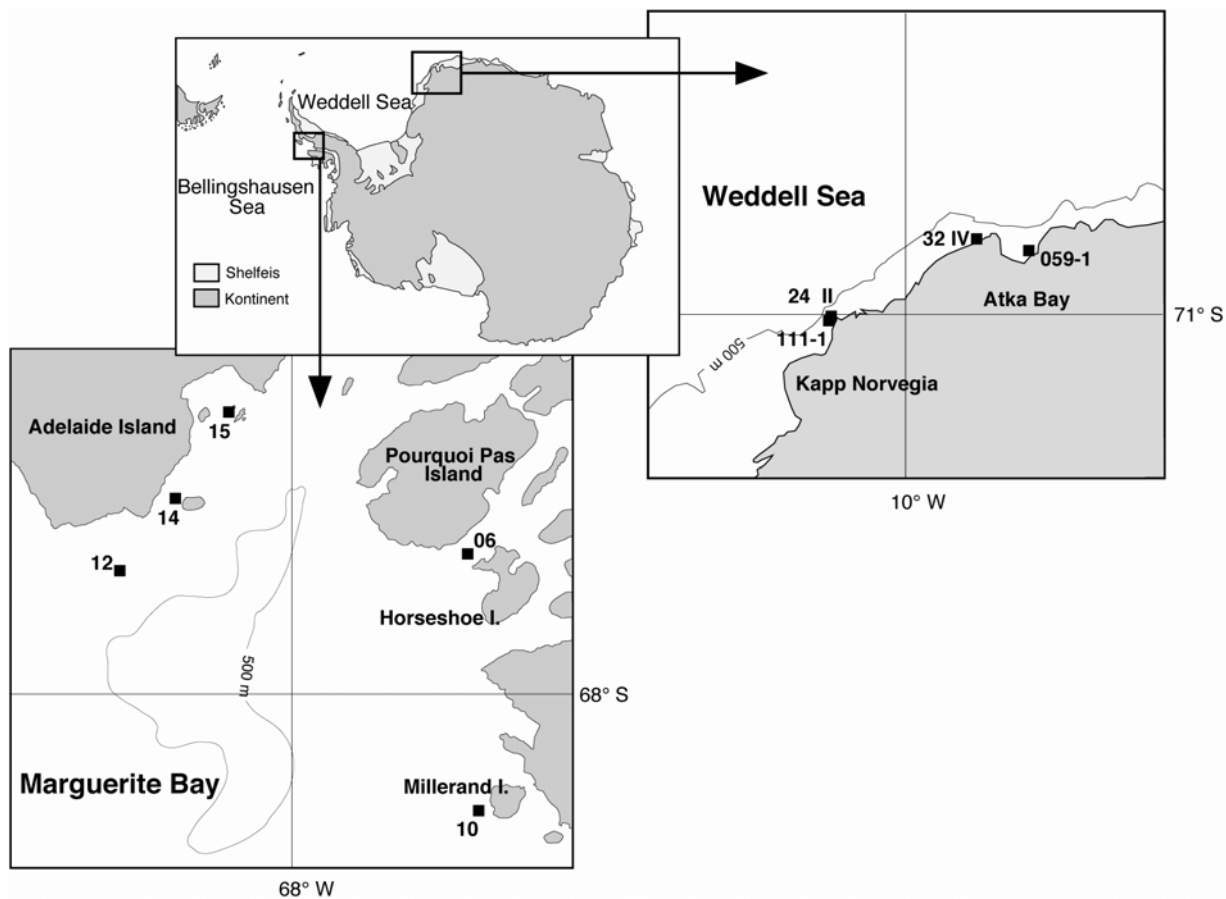 Weddell Sea
Bellingshausen
Sea
Shelfeis
Kontinent
Weddell Sea
32 IV
059-1
Atka Bay
24 II
111-1
71° S
500 m
Kapp Norvegia
10° W
Adelaide Island
15
Pourquoi Pas
Island
14
06
12
Horseshoe I.
500 m
68° S
Marguerite Bay
Millerand I.
10
68° W